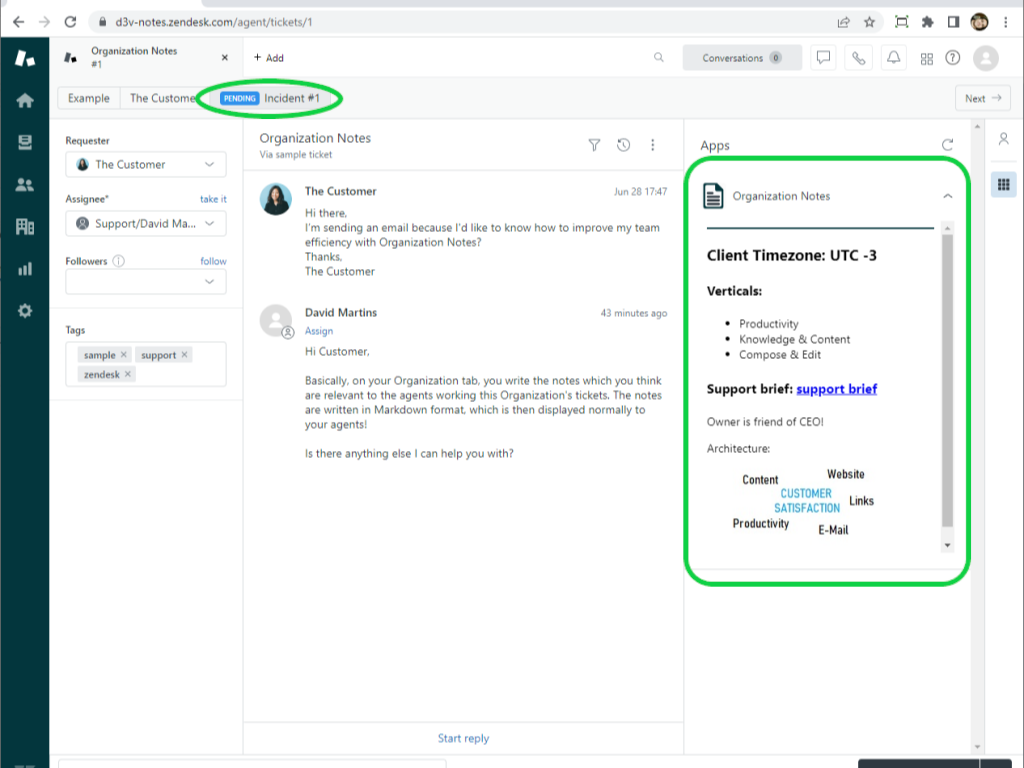 d3v-notes.zendesk.com/agent/tickets/1
Organization Notes
#1
+ Add
Conversations 0
Example
The Custome
PENDING Incident #1
Next
Requester
The Customer
Assignee*
take it
Support/David Ma...
Followers
follow
Tags
sample ×
support ×
zendesk ×
Organization Notes
Via sample ticket
The Customer
Jun 28 17:47
Hi there,
I'm sending an email because I'd like to know how to improve my team
efficiency with Organization Notes?
Thanks,
The Customer
David Martins
43 minutes ago
Assign
Hi Customer,
Basically, on your Organization tab, you write the notes which you think
are relevant to the agents working this Organization's tickets. The notes
are written in Markdown format, which is then displayed normally to
your agents!
Is there anything else I can help you with?
Start reply
Apps
Organization Notes
Client Timezone: UTC -3
Verticals:
• Productivity
• Knowledge & Content
• Compose & Edit
Support brief: support brief
Owner is friend of CEO!
Architecture:
Content
Website
CUSTOMER
SATISFACTION
Links
Productivity
E-Mail